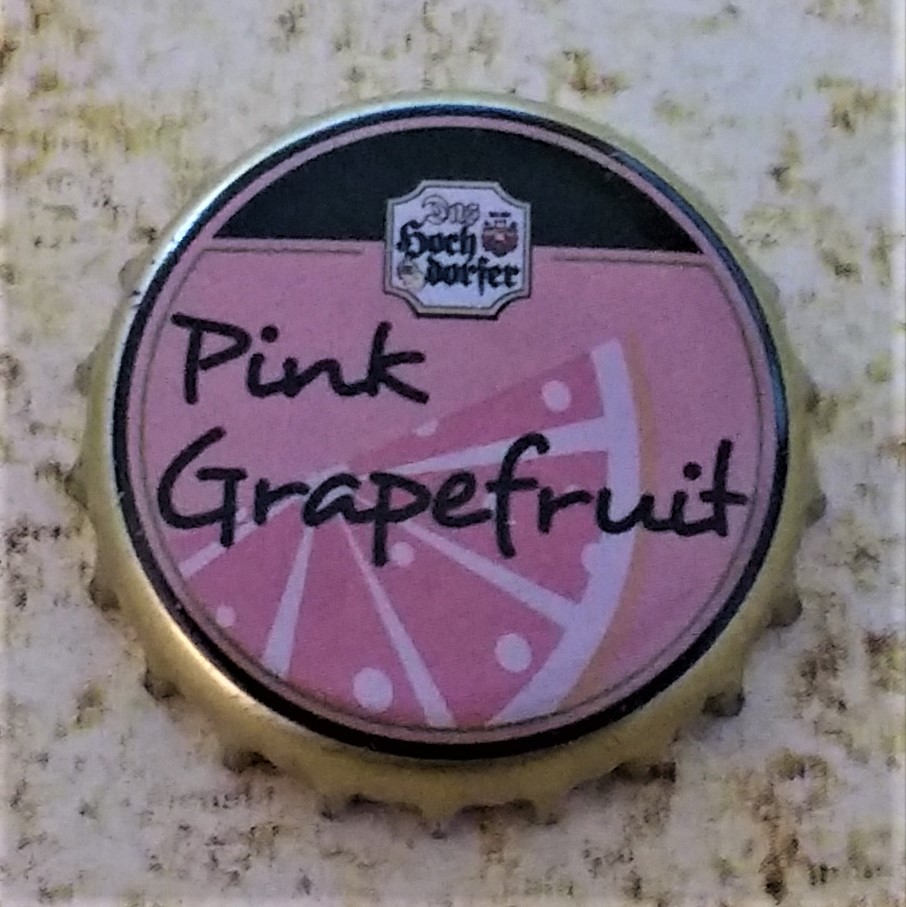 Das
Hoch
dorfer
Pink
Grapefruit